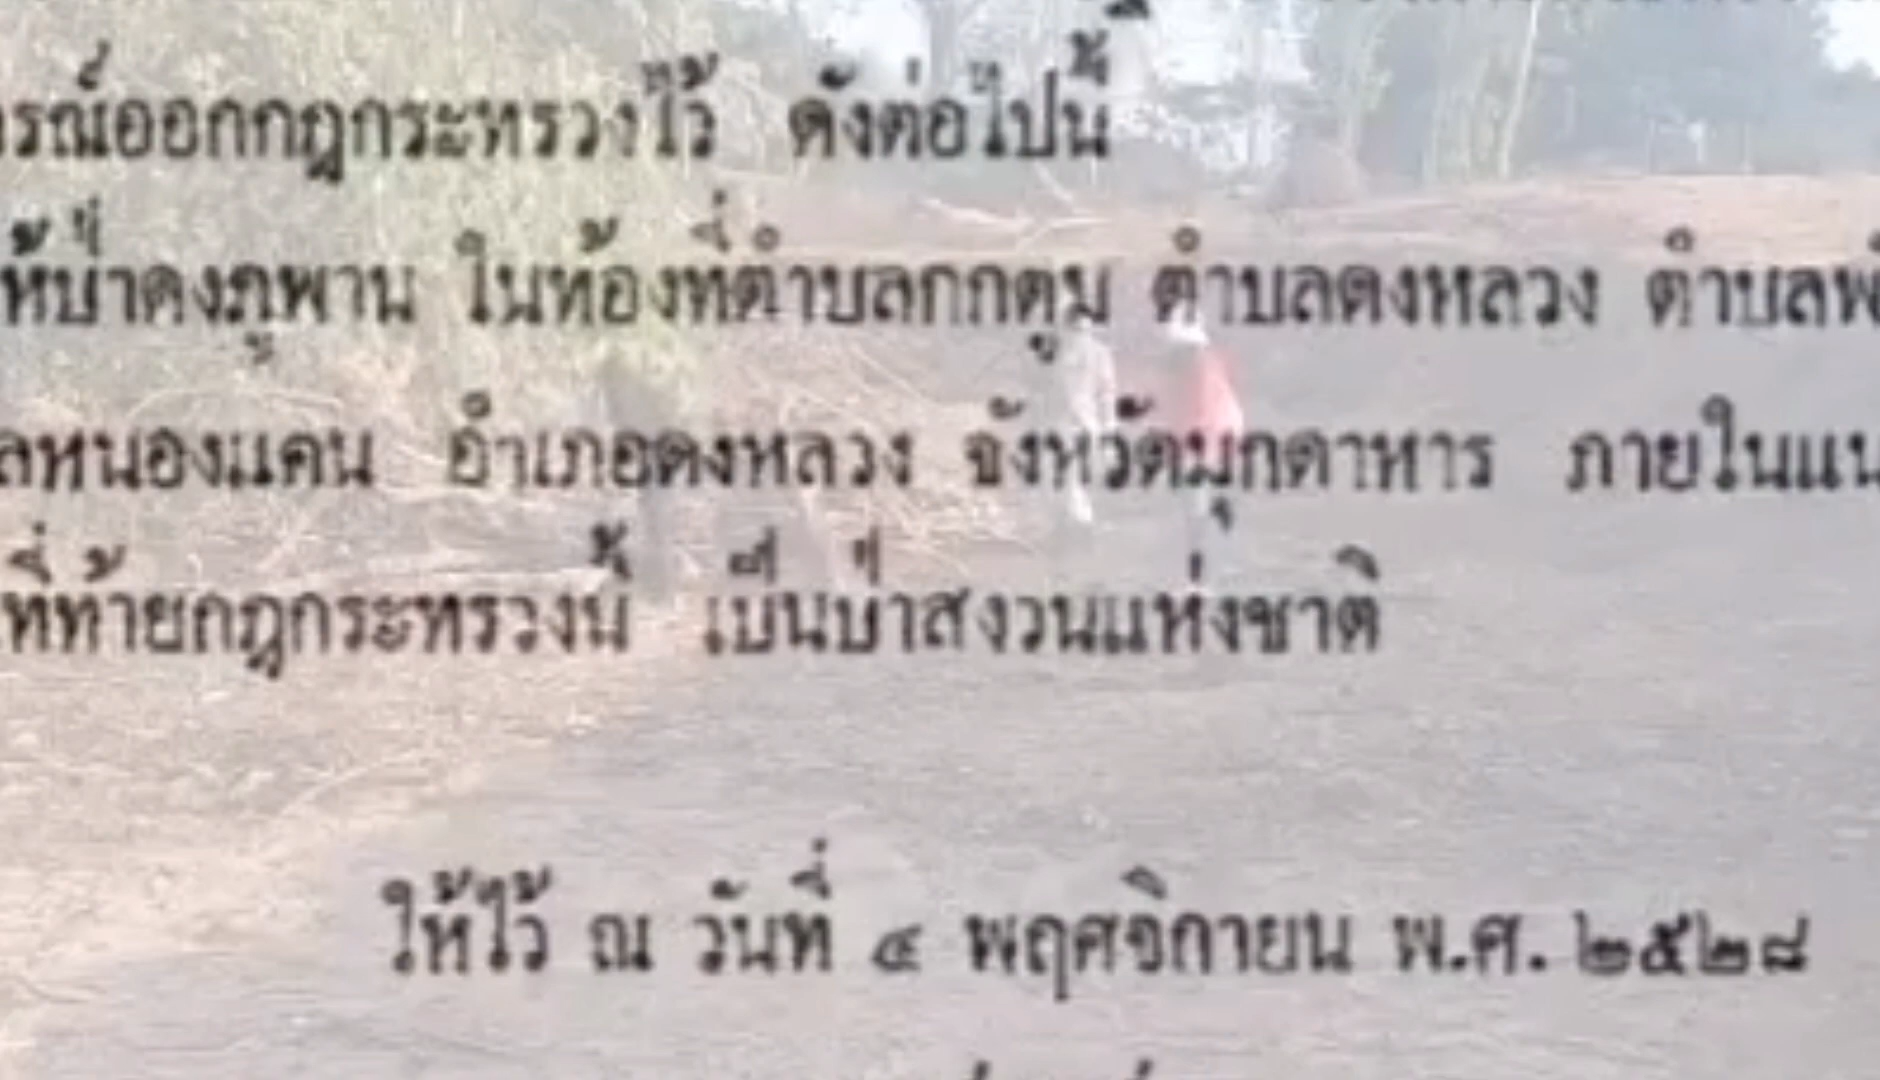 รณ์ออกกฎกระทรวงไว้ ดังต่อไปนี้
ให้ป่าดงภูพาน ในท้องที่ตำบลกกตูม ตำบลดงหลวง
ลหนองแคน อำเภอดงหลวง จังหวัดมุกดาหาร ภายในแน
ที่ท้ายกฎกระทรวงนี้ เป็นป่าสงวนแห่งชาติ
ให้ไว้ ณ วันที่ ๔ พฤศจิกายน พ.ศ. ๒๕๒๘